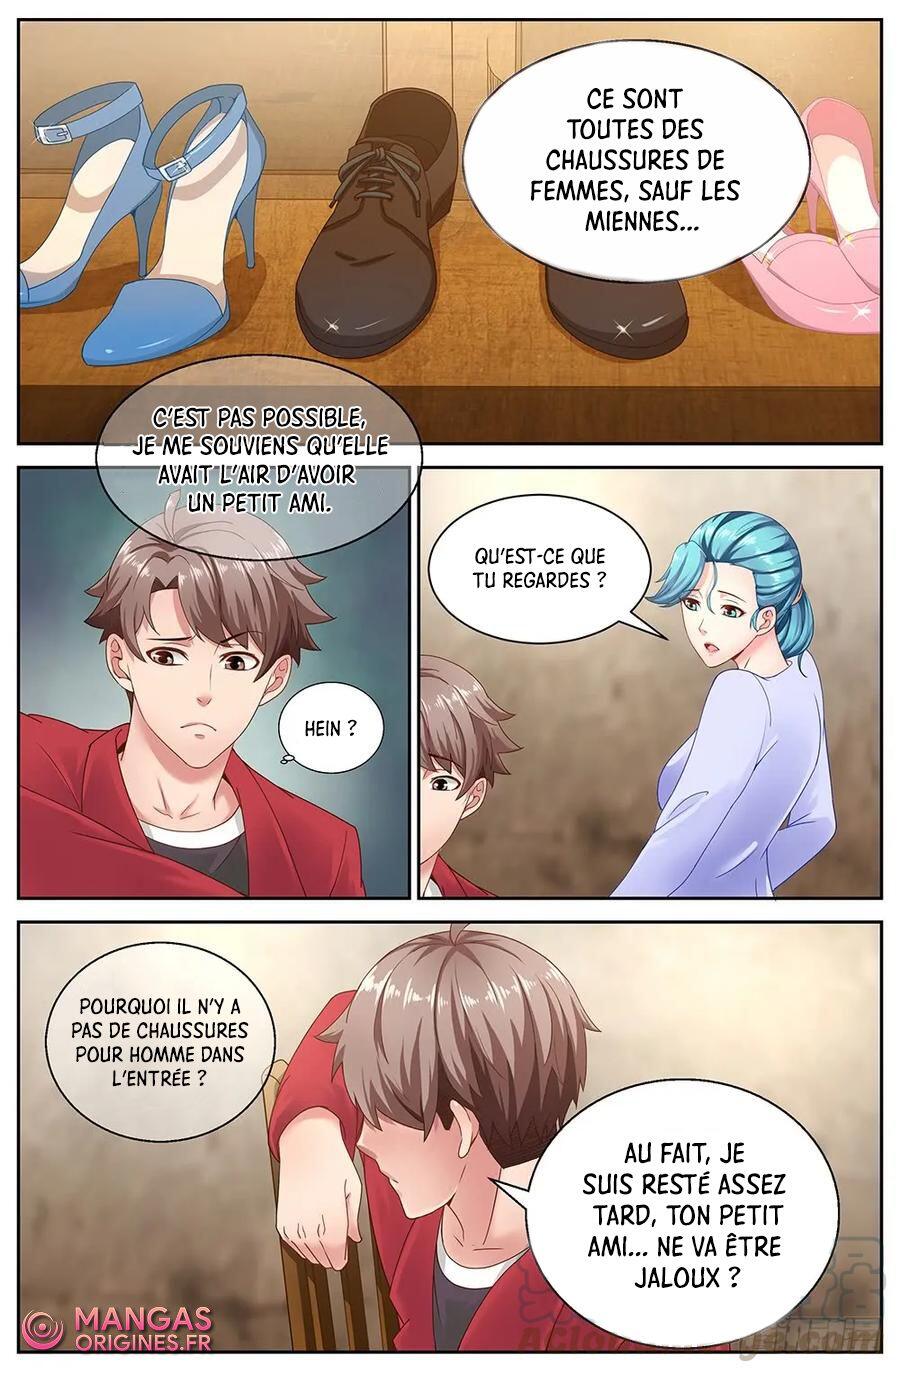 CE SONT
TOUTES DES
CHAUSSURES DE
FEMMES, SAUF LES
MIENNES...
C'EST PAS POSSIBLE,
JE ME SOUVIENS QU'ELLE
AVAIT L'AIR D'AVOIR
UN PETIT AMI.
HEIN ?
QU'EST-CE QUE
TU REGARDES ?
POURQUOI IL N'Y A
PAS DE CHAUSSURES
POUR HOMME DANS
L'ENTRÉE ?
AU FAIT, JE
SUIS RESTÉ ASSEZ
TARD, TON PETIT
AMI... NE VA ÊTRE
JALOUX ?
MANGAS
ORIGINES.FR